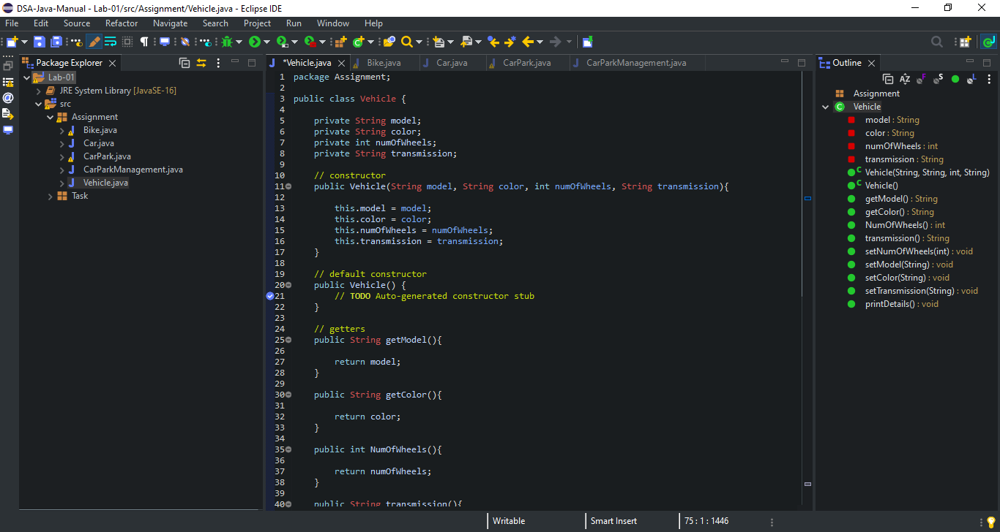 DSA-Java-Manual - Lab-01/src/Assignment/Vehicle.java - Eclipse IDE
File Edit Source Refactor Navigate Search Project Run Window Help
Package Explorer
Lab-01
JRE System Library [JavaSE-16]
src
Assignment
Bike.java
Car.java
CarPark.java
CarParkManagement.java
Vehicle.java
Task
*Vehicle.java Bike.java Car.java CarPark.java CarParkManagement.java
1 package Assignment;
2
3 public class Vehicle {
4
5 private String model;
6 private String color;
7 private int numOfWheels;
8 private String transmission;
9
10 // constructor
11 public Vehicle(String model, String color, int numOfWheels, String transmission){
12
13 this.model = model;
14 this.color = color;
15 this.numOfWheels = numOfWheels;
16 this.transmission = transmission;
17 }
18
19 // default constructor
20 public Vehicle() {
21 // TODO Auto-generated constructor stub
22 }
23
24 // getters
25 public String getModel(){
26
27 return model;
28 }
29
30 public String getColor(){
31
32 return color;
33 }
34
35 public int NumOfWheels(){
36
37 return numOfWheels;
38 }
39
40 public String transmission(){
Outline
Assignment
Vehicle
model : String
color : String
numOfWheels : int
transmission : String
Vehicle(String, String, int, String)
Vehicle()
getModel() : String
getColor() : String
NumOfWheels() : int
transmission() : String
setNumOfWheels(int) : void
setModel(String) : void
setColor(String) : void
setTransmission(String) : void
printDetails() : void
Writable Smart Insert 75 : 1 : 1446